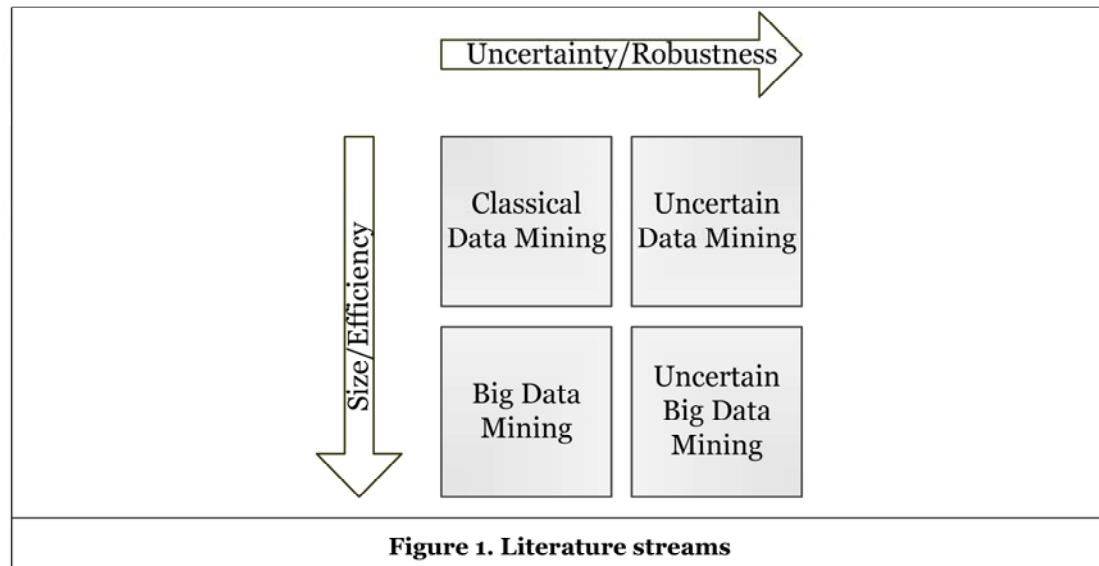 Uncertainty/Robustness
Size/Efficiency
Classical
Data Mining
Uncertain
Data Mining
Big Data
Mining
Uncertain
Big Data
Mining
Figure 1. Literature streams